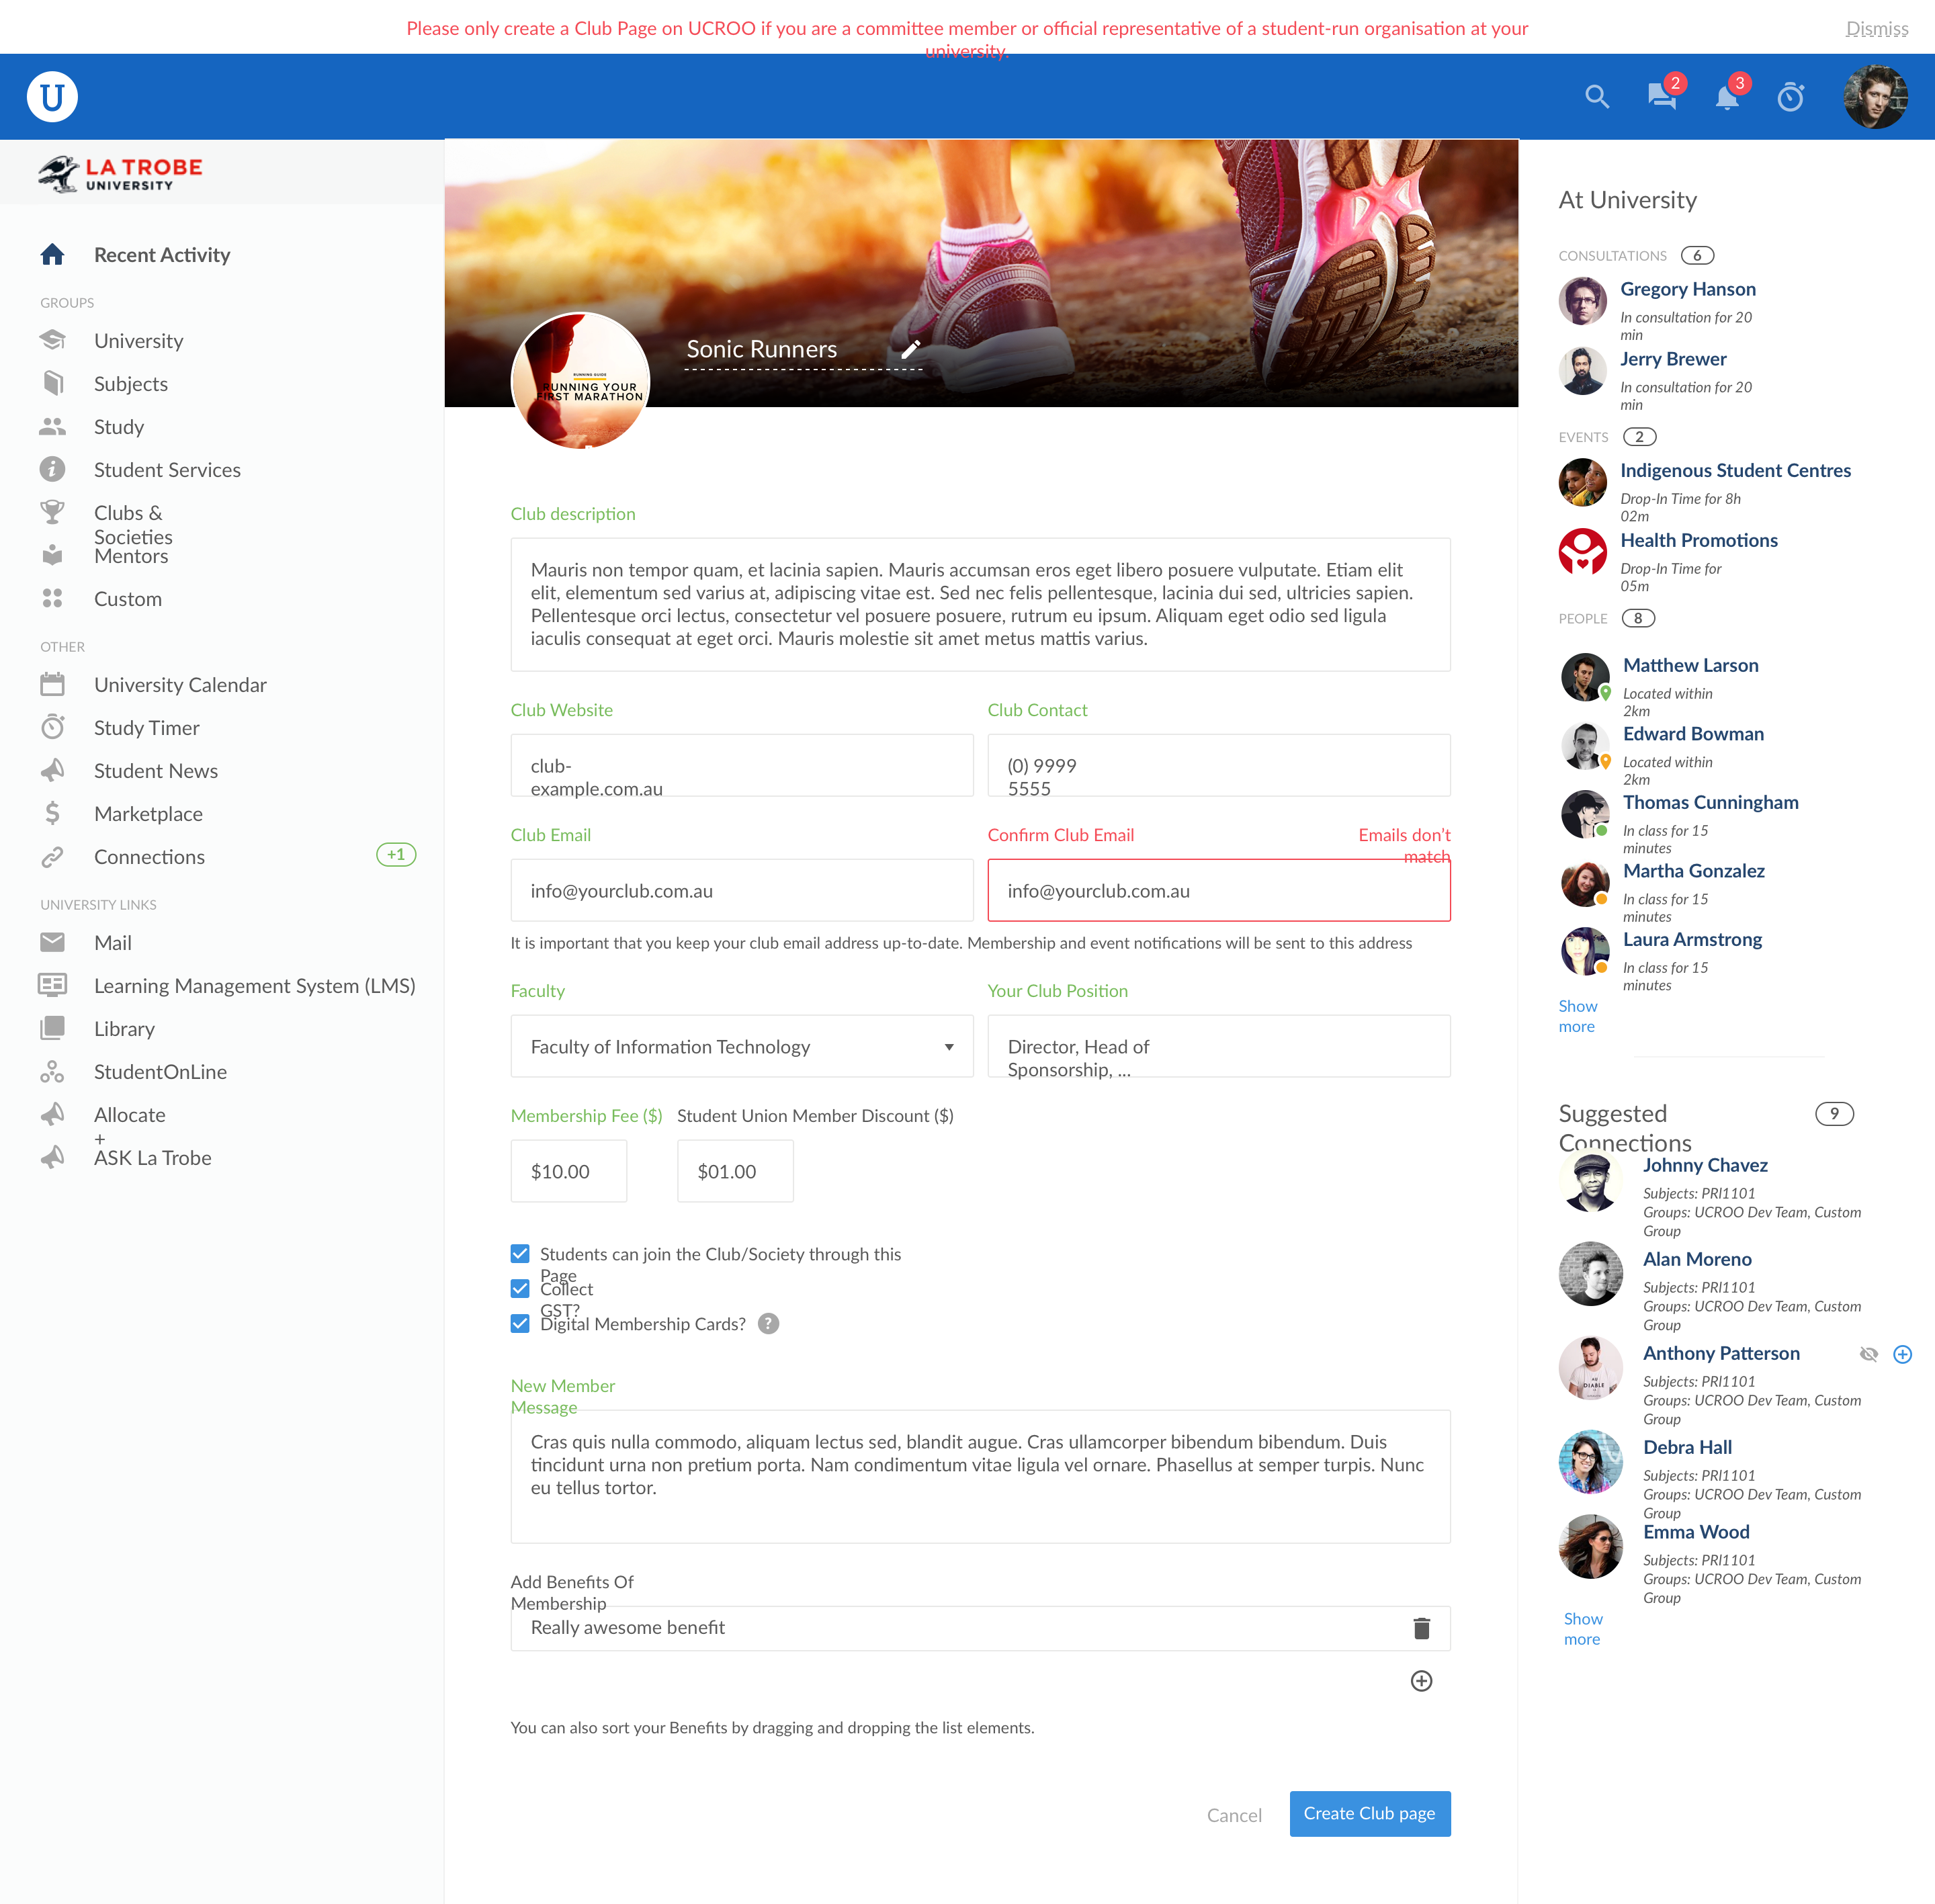 Please only create a Club Page on UCROO if you are a committee member or official representative of a student-run organisation at your
university.
Dismiss
U
2
3
LA TROBE
UNIVERSITY
Recent Activity
GROUPS
University
Subjects
Study
Student Services
Clubs &
Societies
Mentors
Custom
OTHER
University Calendar
Study Timer
Student News
Marketplace
Connections
+1
UNIVERSITY LINKS
Mail
Learning Management System (LMS)
Library
StudentOnLine
Allocate
+
ASK La Trobe
RUNNING GUIDE
RUNNING YOUR
FIRST MARATHON
Sonic Runners
Club description
Mauris non tempor quam, et lacinia sapien. Mauris accumsan eros eget libero posuere vulputate. Etiam elit
elit, elementum sed varius at, adipiscing vitae est. Sed nec felis pellentesque, lacinia dui sed, ultricies sapien.
Pellentesque orci lectus, consectetur vel posuere posuere, rutrum eu ipsum. Aliquam eget odio sed ligula
iaculis consequat at eget orci. Mauris molestie sit amet metus mattis varius.
Club Website
club-
example.com.au
Club Contact
(0) 9999
5555
Club Email
info@yourclub.com.au
Confirm Club Email
Emails don't
match
info@yourclub.com.au
It is important that you keep your club email address up-to-date. Membership and event notifications will be sent to this address
Faculty
Faculty of Information Technology
Your Club Position
Director, Head of
Sponsorship, ...
Membership Fee ($)
Student Union Member Discount ($)
$10.00
$01.00
Students can join the Club/Society through this
Page
Collect
GST?
Digital Membership Cards?
?
New Member
Message
Cras quis nulla commodo, aliquam lectus sed, blandit augue. Cras ullamcorper bibendum bibendum. Duis
tincidunt urna non pretium porta. Nam condimentum vitae ligula vel ornare. Phasellus at semper turpis. Nunc
eu tellus tortor.
Add Benefits Of
Membership
Really awesome benefit
You can also sort your Benefits by dragging and dropping the list elements.
Cancel
Create Club page
At University
CONSULTATIONS
6
Gregory Hanson
In consultation for 20
min
Jerry Brewer
In consultation for 20
min
EVENTS
2
Indigenous Student Centres
Drop-In Time for 8h
02m
Health Promotions
Drop-In Time for
05m
PEOPLE
8
Matthew Larson
Located within
2km
Edward Bowman
Located within
2km
Thomas Cunningham
In class for 15
minutes
Martha Gonzalez
In class for 15
minutes
Laura Armstrong
In class for 15
minutes
Show
more
Suggested
Connections
9
Johnny Chavez
Subjects: PRI1101
Groups: UCROO Dev Team, Custom
Group
Alan Moreno
Subjects: PRI1101
Groups: UCROO Dev Team, Custom
Group
Anthony Patterson
Subjects: PRI1101
Groups: UCROO Dev Team, Custom
Group
DIABLE
Debra Hall
Subjects: PRI1101
Groups: UCROO Dev Team, Custom
Group
Emma Wood
Subjects: PRI1101
Groups: UCROO Dev Team, Custom
Group
Show
more